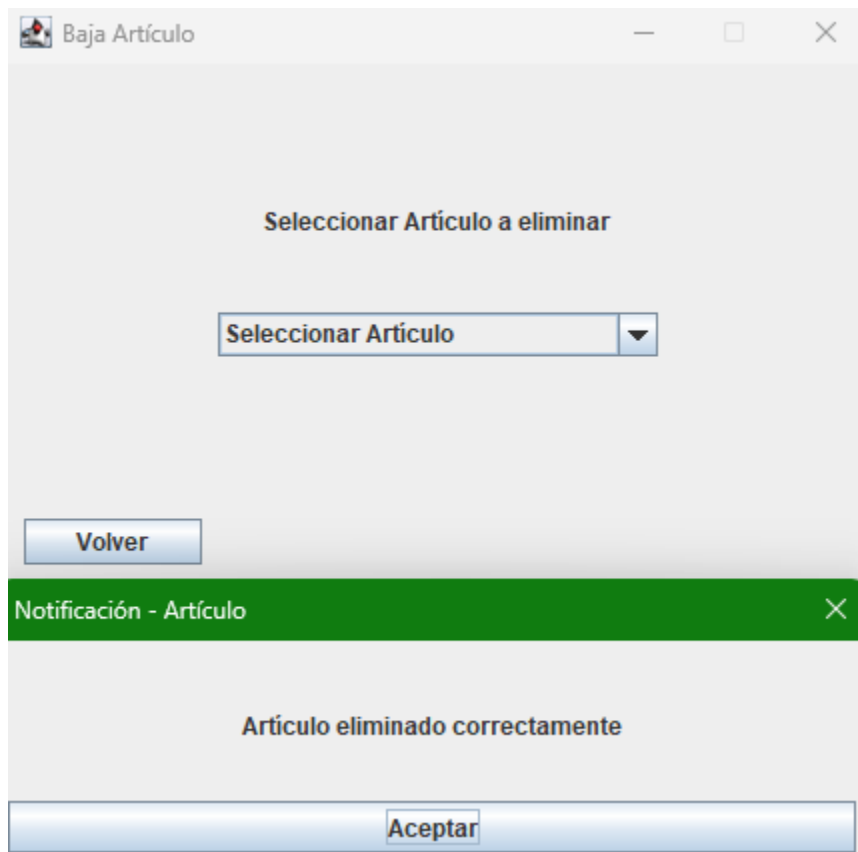 Baja Artículo
Seleccionar Artículo a eliminar
Seleccionar Artículo
Volver
Notificación - Artículo
Artículo eliminado correctamente
Aceptar